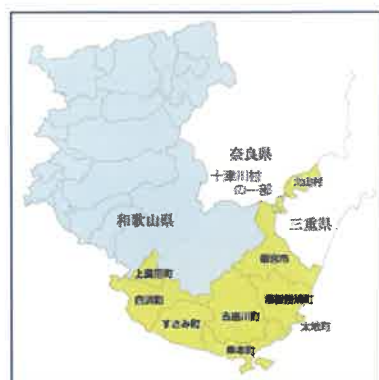 奈良県
十津川村
の一部
北山村
三重県
和歌山県
新宮市
上富田町
那智勝浦町
白浜町
古座川町
すさみ町
太地町
串本町